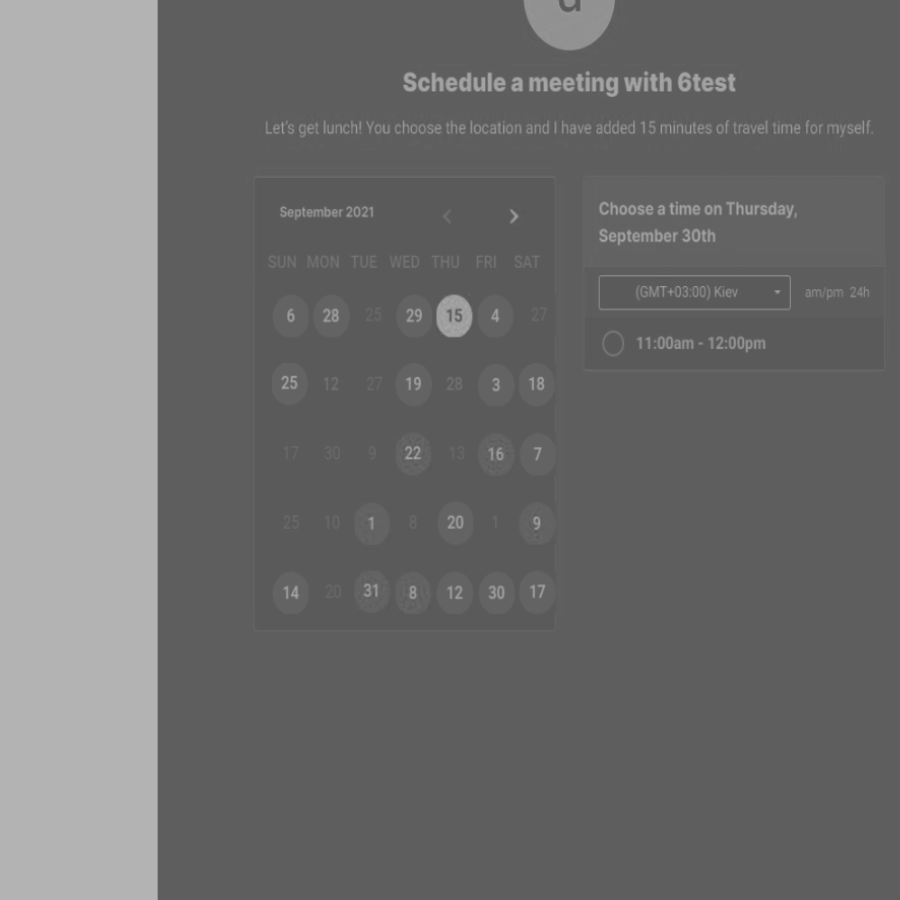 Schedule a meeting with 6test
Let's get lunch! You choose the location and I have added 15 minutes of travel time for myself.
September 2021
SUN MON TUE WED THU FRI SAT
6 28 25 29 15 4 27
25 12 27 19 28 3 18
17 30 9 22 13 16 7
25 10 1 8 20 1 9
14 20 31 8 12 30 17
Choose a time on Thursday,
September 30th
(GMT+03:00) Kiev am/pm 24h
11:00am - 12:00pm